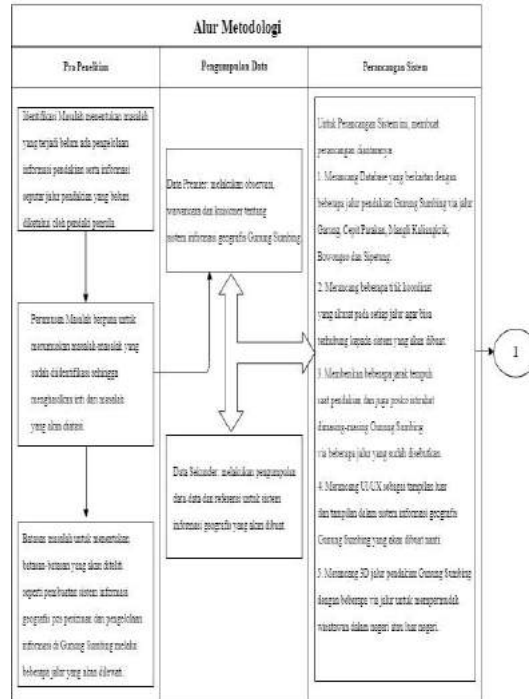 Alur Metodologi
Pra Penelitian
Pengumpulan Data
Perancangan Sistem
Identifikasi Masalah menentukan masalah
yang terjadi belum ada pengelolaan
informasi pendakian serta informasi
seputar jalur pendakian yang belum
diketahui oleh pendaki pemula.
Perumusan Masalah berguna untuk
merumuskan masalah-masalah yang
sudah diidentifikasi sehingga
menghasilkan inti dari masalah
yang akan diatasi.
Batasan masalah untuk menentukan
batasan-batasan yang akan diteliti
seperti pembuatan sistem informasi
geografis pos perizinan dan pengelolaan
informasi di Gunung Sumbing melalui
beberapa jalur yang akan dilewati.
Data Premier: melakukan observasi,
wawancara dan kuesioner tentang
sistem informasi geografis Gunung Sumbing
Data Sekunder: melakukan pengumpulan
data-data dan referensi untuk sistem
informasi geografis yang akan dibuat.
Untuk Perancangan Sistem ini, membuat
perancangan diantaranya
1. Merancang Database yang berkaitan dengan
beberapa jalur pendakian Gunung Sumbing via jalur
Garung, Cepit Parakan, Mangli Kaliangkrik,
Bowongso dan Sipetung.
2. Merancang beberapa titik koordinat
yang akurat pada setiap jalur agar bisa
terhubung kepada sistem yang akan dibuat.
3. Memberikan beberapa jarak tempuh
saat pendakian dan juga posko istirahat
dimasing-masing Gunung Sumbing
via beberapa jalur yang sudah disebutkan.
4. Merancang UI/UX sebagai tampilan luar
dan tampilan dalam sistem informasi geografis
Gunung Sumbing yang akan dibuat nanti.
5. Merancang 3D jalur pendakian Gunung Sumbing
dengan beberapa via jalur untuk mempermudah
wisatawan dalam negeri atau luar negeri.
1